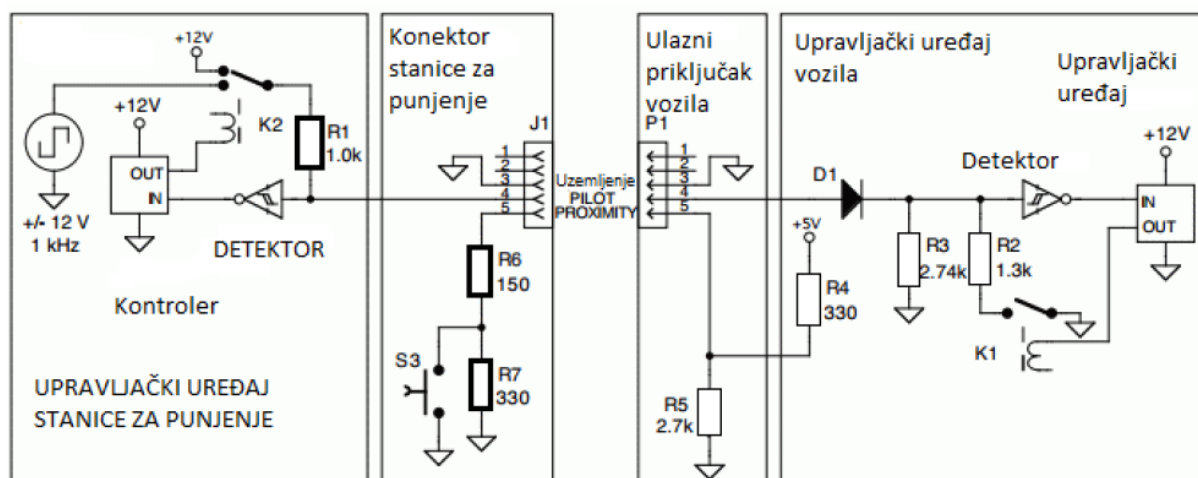 +12V
+12V
K2
R1
1.0k
OUT
IN
+/- 12 V
1 kHz
DETEKTOR
Kontroler
UPRAVLJAČKI UREĐAJ
STANICE ZA PUNJENJE
Konektor
stanice za
punjenje
J1
1
2
3
4
5
R6
150
S3
R7
330
Uzemljenje
PILOT
PROXIMITY
Ulazni
priključak
vozila
P1
1
2
3
4
5
R5
2.7k
Upravljački uređaj
vozila
Upravljački
uređaj
+12V
Detektor
D1
+5V
R4
330
R3
2.74k
R2
1.3k
K1
IN
OUT